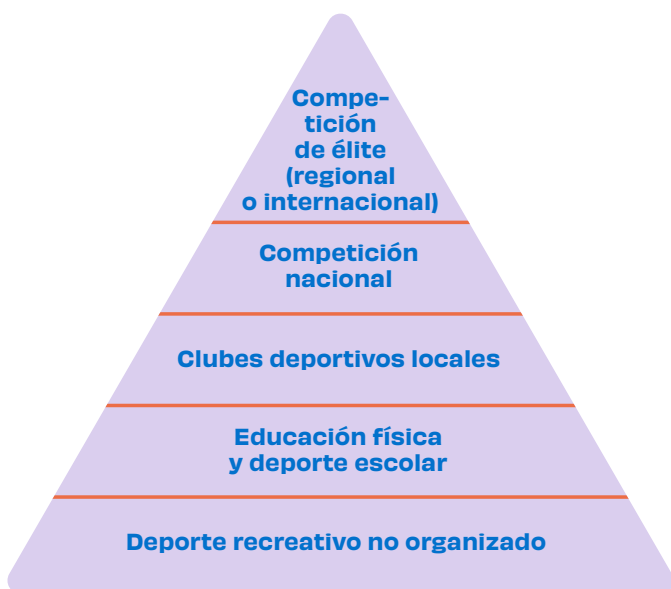 Compe-
tición
de élite
(regional
o internacional)
Competición
nacional
Clubes deportivos locales
Educación física
y deporte escolar
Deporte recreativo no organizado